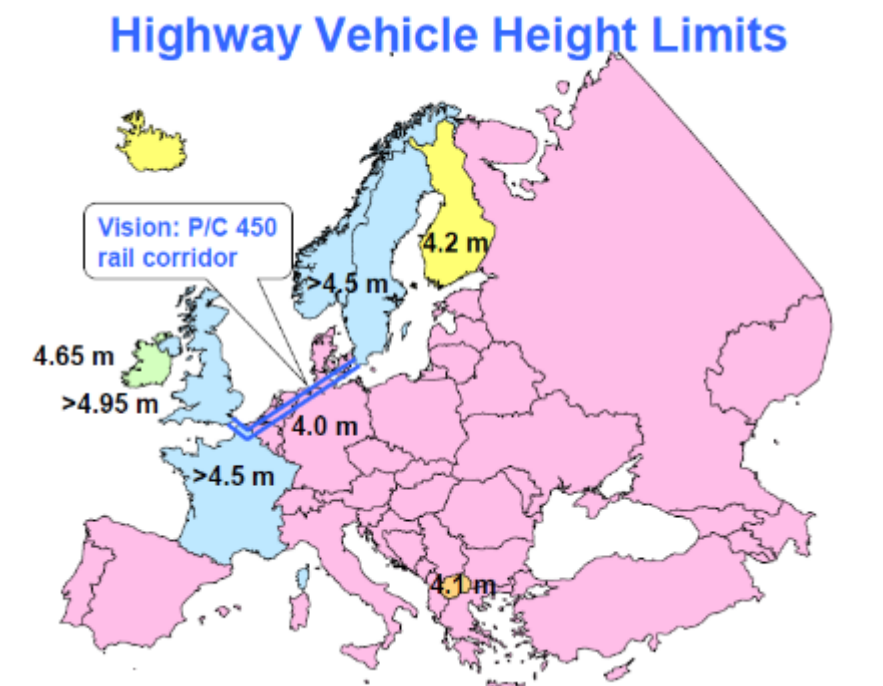 Highway Vehicle Height Limits
Vision: P/C 450
rail corridor
4.2 m
>4.5 m
4.65 m
>4.95 m
4.0 m
>4.5 m
4.1 m